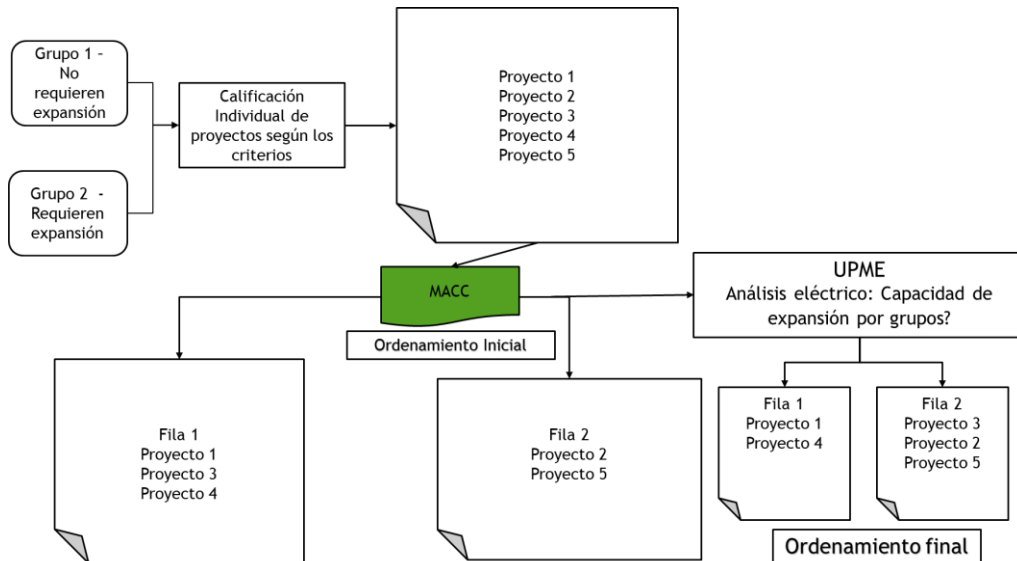 Grupo 1 –
No
requieren
expansión
Grupo 2 -
Requieren
expansión
Calificación
Individual de
proyectos según los
criterios
Proyecto 1
Proyecto 2
Proyecto 3
Proyecto 4
Proyecto 5
MACC
Ordenamiento Inicial
UPME
Análisis eléctrico: Capacidad de
expansión por grupos?
Fila 1
Proyecto 1
Proyecto 3
Proyecto 4
Fila 2
Proyecto 2
Proyecto 5
Fila 1
Proyecto 1
Proyecto 4
Fila 2
Proyecto 3
Proyecto 2
Proyecto 5
Ordenamiento final